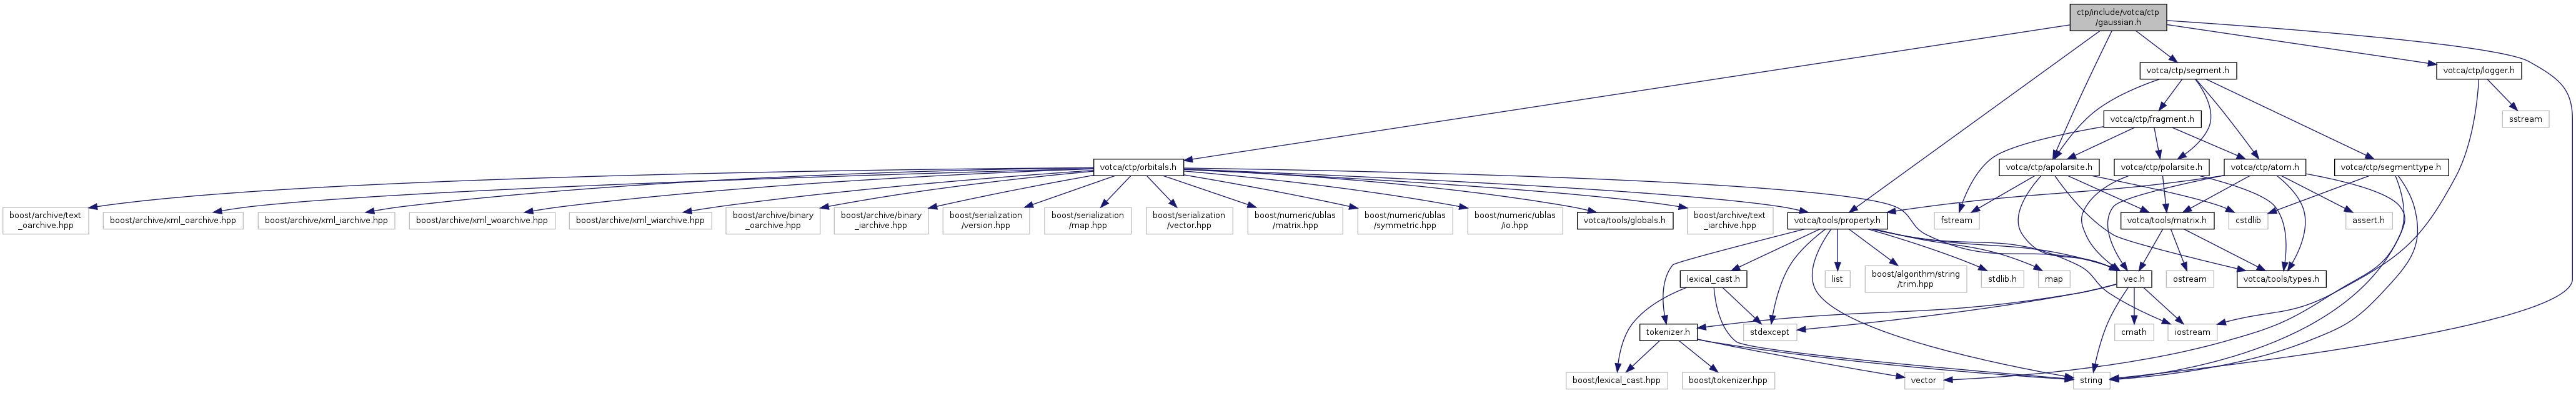 ctp/include/votca/ctp
/gaussian.h
votca/ctp/segment.h
votca/ctp/logger.h
votca/ctp/fragment.h
sstream
votca/ctp/orbitals.h
votca/ctp/apolarsite.h
votca/ctp/polarsite.h
votca/ctp/atom.h
votca/ctp/segmenttype.h
boost/archive/text
_oarchive.hpp
boost/archive/xml_oarchive.hpp
boost/archive/xml_iarchive.hpp
boost/archive/xml_woarchive.hpp
boost/archive/xml_wiarchive.hpp
boost/archive/binary
_oarchive.hpp
boost/archive/binary
_iarchive.hpp
boost/serialization
/version.hpp
boost/serialization
/map.hpp
boost/serialization
/vector.hpp
boost/numeric/ublas
/matrix.hpp
boost/numeric/ublas
/symmetric.hpp
boost/numeric/ublas
/io.hpp
votca/tools/globals.h
boost/archive/text
_iarchive.hpp
votca/tools/property.h
fstream
votca/tools/matrix.h
cstdlib
assert.h
lexical_cast.h
list
boost/algorithm/string
/trim.hpp
stdlib.h
map
vec.h
ostream
votca/tools/types.h
tokenizer.h
stdexcept
cmath
iostream
boost/lexical_cast.hpp
boost/tokenizer.hpp
vector
string